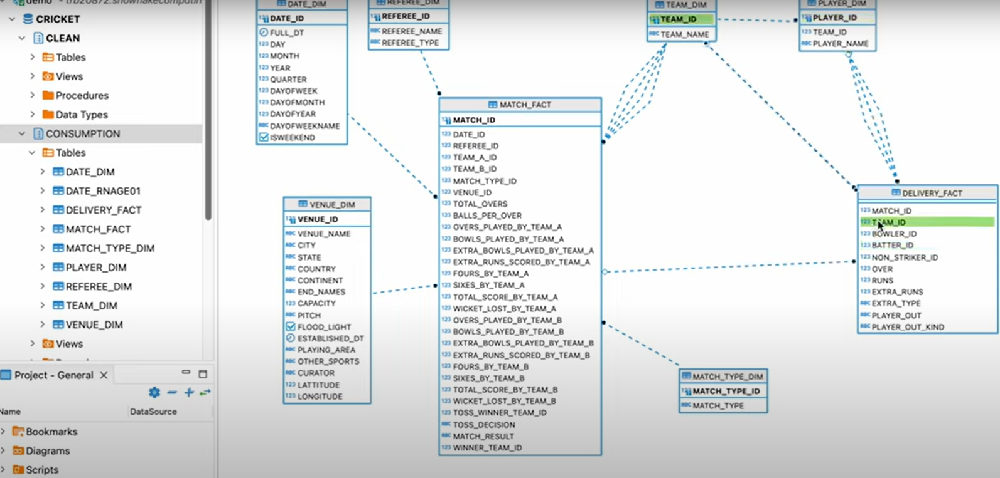 demo
CRICKET
CLEAN
Tables
Views
Procedures
Data Types
CONSUMPTION
Tables
DATE_DIM
DATE_RNAGE01
DELIVERY_FACT
MATCH_FACT
MATCH_TYPE_DIM
PLAYER_DIM
REFEREE_DIM
TEAM_DIM
VENUE_DIM
Views
Project - General
Name DataSource
Bookmarks
Diagrams
Scripts
DATE_DIM
DATE_ID
FULL_DT
DAY
MONTH
YEAR
QUARTER
DAYOFWEEK
DAYOFMONTH
DAYOFYEAR
DAYOFWEEKNAME
ISWEEKEND
REFEREE_DIM
REFEREE_ID
REFEREE_NAME
REFEREE_TYPE
TEAM_DIM
TEAM_ID
TEAM_NAME
PLAYER_DIM
PLAYER_ID
TEAM_ID
PLAYER_NAME
MATCH_FACT
MATCH_ID
DATE_ID
REFEREE_ID
TEAM_A_ID
TEAM_B_ID
MATCH_TYPE_ID
VENUE_ID
TOTAL_OVERS
BALLS_PER_OVER
OVERS_PLAYED_BY_TEAM_A
BOWLS_PLAYED_BY_TEAM_A
EXTRA_BOWLS_PLAYED_BY_TEAM_A
EXTRA_RUNS_SCORED_BY_TEAM_A
FOURS_BY_TEAM_A
SIXES_BY_TEAM_A
TOTAL_SCORE_BY_TEAM_A
WICKET_LOST_BY_TEAM_A
OVERS_PLAYED_BY_TEAM_B
BOWLS_PLAYED_BY_TEAM_B
EXTRA_BOWLS_PLAYED_BY_TEAM_B
EXTRA_RUNS_SCORED_BY_TEAM_B
FOURS_BY_TEAM_B
SIXES_BY_TEAM_B
TOTAL_SCORE_BY_TEAM_B
WICKET_LOST_BY_TEAM_B
TOSS_WINNER_TEAM_ID
TOSS_DECISION
MATCH_RESULT
WINNER_TEAM_ID
VENUE_DIM
VENUE_ID
VENUE_NAME
CITY
STATE
COUNTRY
CONTINENT
END_NAMES
CAPACITY
PITCH
FLOOD_LIGHT
ESTABLISHED_DT
PLAYING_AREA
OTHER_SPORTS
CURATOR
LATTITUDE
LONGITUDE
DELIVERY_FACT
MATCH_ID
TEAM_ID
BOWLER_ID
BATTER_ID
NON_STRIKER_ID
OVER
RUNS
EXTRA_RUNS
EXTRA_TYPE
PLAYER_OUT
PLAYER_OUT_KIND
MATCH_TYPE_DIM
MATCH_TYPE_ID
MATCH_TYPE